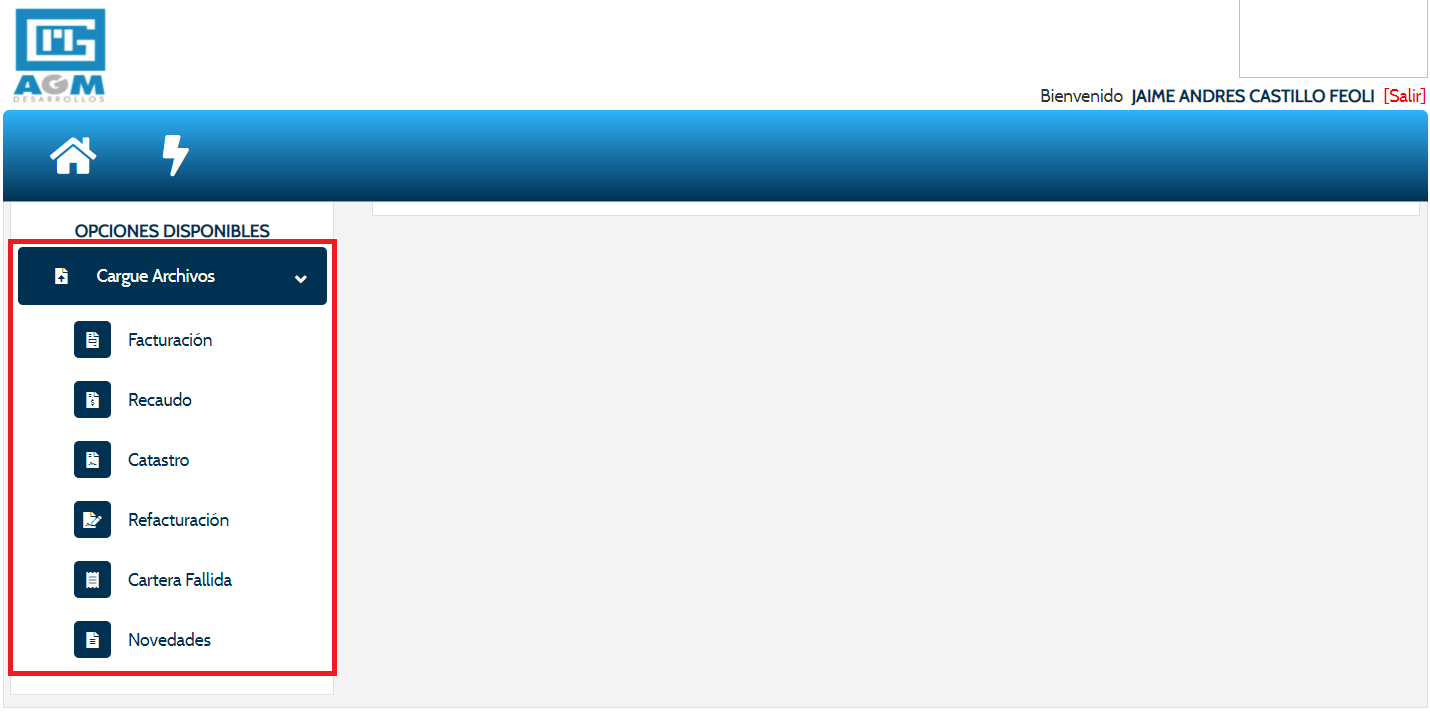 AGM
DESARROLLOS
Bienvenido JAIME ANDRES CASTILLO FEOLI [Salir]
OPCIONES DISPONIBLES
Cargue Archivos
Facturación
Recaudo
Catastro
Refacturación
Cartera Fallida
Novedades